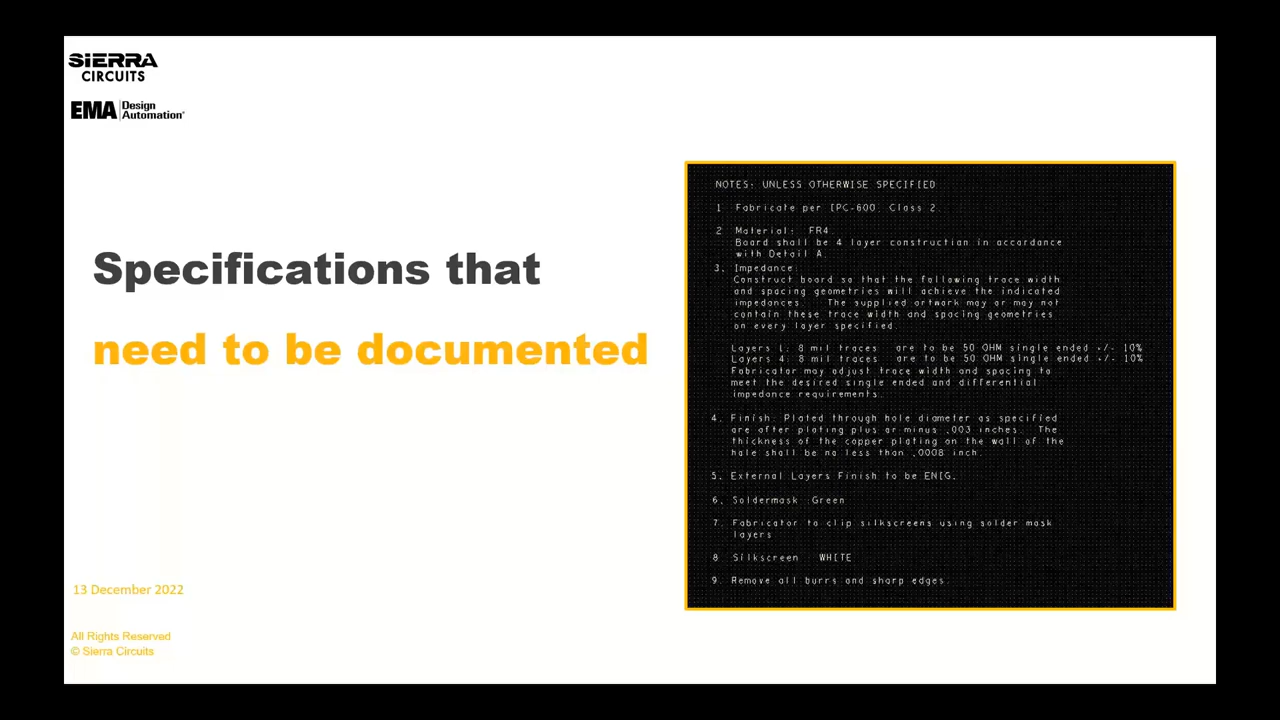 SiERRA
CIRCUITS
EMA Design
Automation®
Specifications that
need to be documented
13 December 2022
All Rights Reserved
© Sierra Circuits
NOTES: UNLESS OTHERWISE SPECIFIED
1 Fabricate per IPC-600, Class 2.
2 Material: FR4.
Board shall be 4 layer construction in accordance
with Detail A.
3. Impedance:
Construct board so that the following trace width
and spacing geometries will achieve the indicated
impedances. The supplied artwork may or may not
contain these trace width and spacing geometries
on every layer specified.
Layers 1: 8 mil traces are to be 50 OHM single ended +/- 10%
Layers 4: 8 mil traces are to be 50 OHM single ended +/- 10%
Fabricator may adjust trace width and spacing to
meet the desired single ended and differential
impedance requirements.
4. Finish: Plated through hole diameter as specified
are after plating plus or minus .003 inches. The
thickness of the copper plating on the wall of the
hole shall be no less than .0008 inch.
5. External Layers Finish to be ENIG.
6. Soldermask :Green
7. Fabricator to clip silkscreens using solder mask
layers
8 Silkscreen : WHITE
9. Remove all burrs and sharp edges.